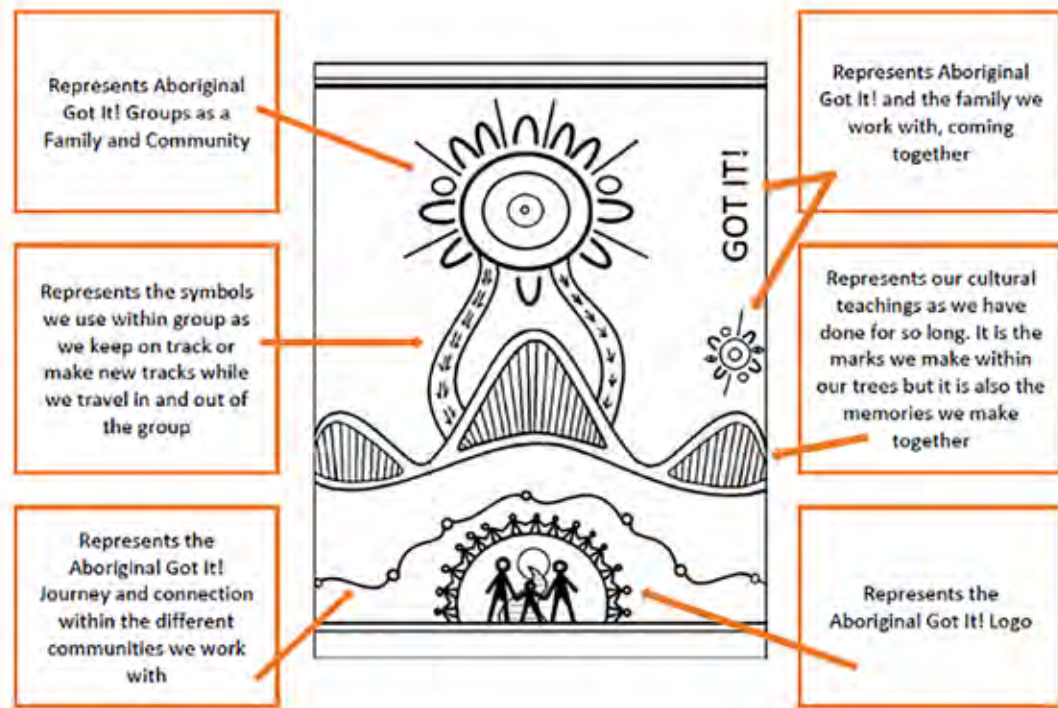 Represents Aboriginal
Got It! Groups as a
Family and Community
Represents the symbols
we use within group as
we keep on track or
make new tracks while
we travel in and out of
the group
Represents the
Aboriginal Got It!
Journey and connection
within the different
communities we work
with
GOT IT!
Represents Aboriginal
Got It! and the family we
work with, coming
together
Represents our cultural
teachings as we have
done for so long. It is the
marks we make within
our trees but it is also the
memories we make
together
Represents the
Aboriginal Got It! Logo